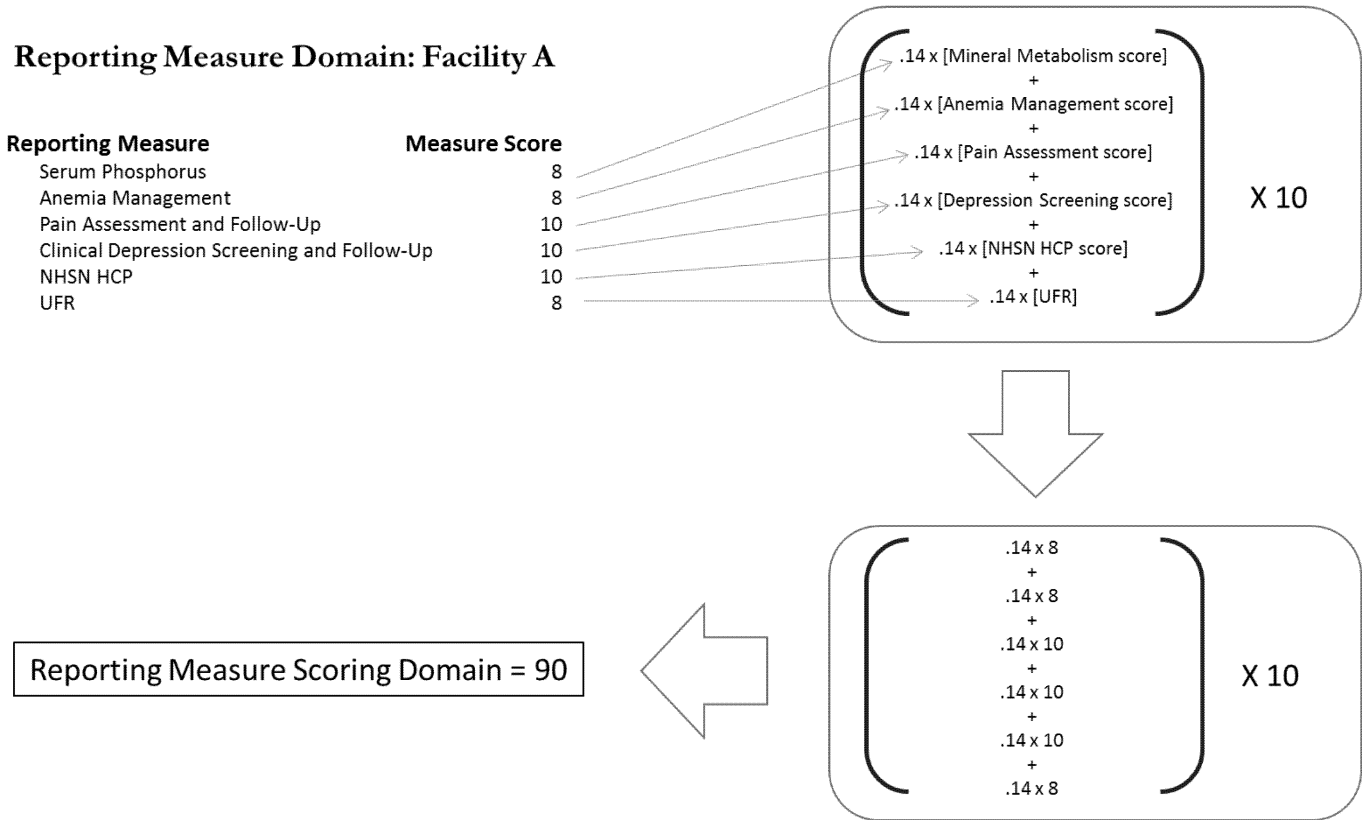 Reporting Measure Domain: Facility A
Reporting Measure Measure Score
Serum Phosphorus 8
Anemia Management 8
Pain Assessment and Follow-Up 10
Clinical Depression Screening and Follow-Up 10
NHSN HCP 10
UFR 8
.14 x [Mineral Metabolism score]
+
.14 x [Anemia Management score]
+
.14 x [Pain Assessment score]
+
.14 x [Depression Screening score]
+
.14 x [NHSN HCP score]
+
.14 x [UFR]
X 10
.14 x 8
+
.14 x 8
+
.14 x 10
+
.14 x 10
+
.14 x 10
+
.14 x 8
X 10
Reporting Measure Scoring Domain = 90